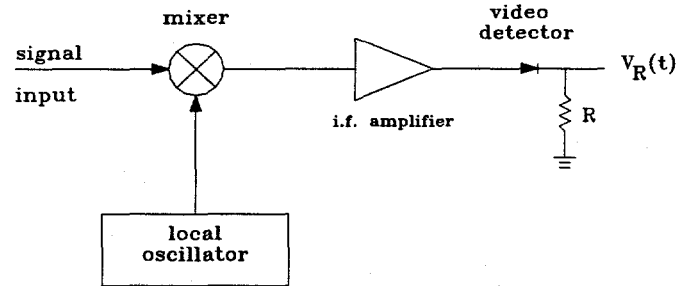 mixer
video
detector
signal
input
V_R(t)
R
i.f. amplifier
local
oscillator